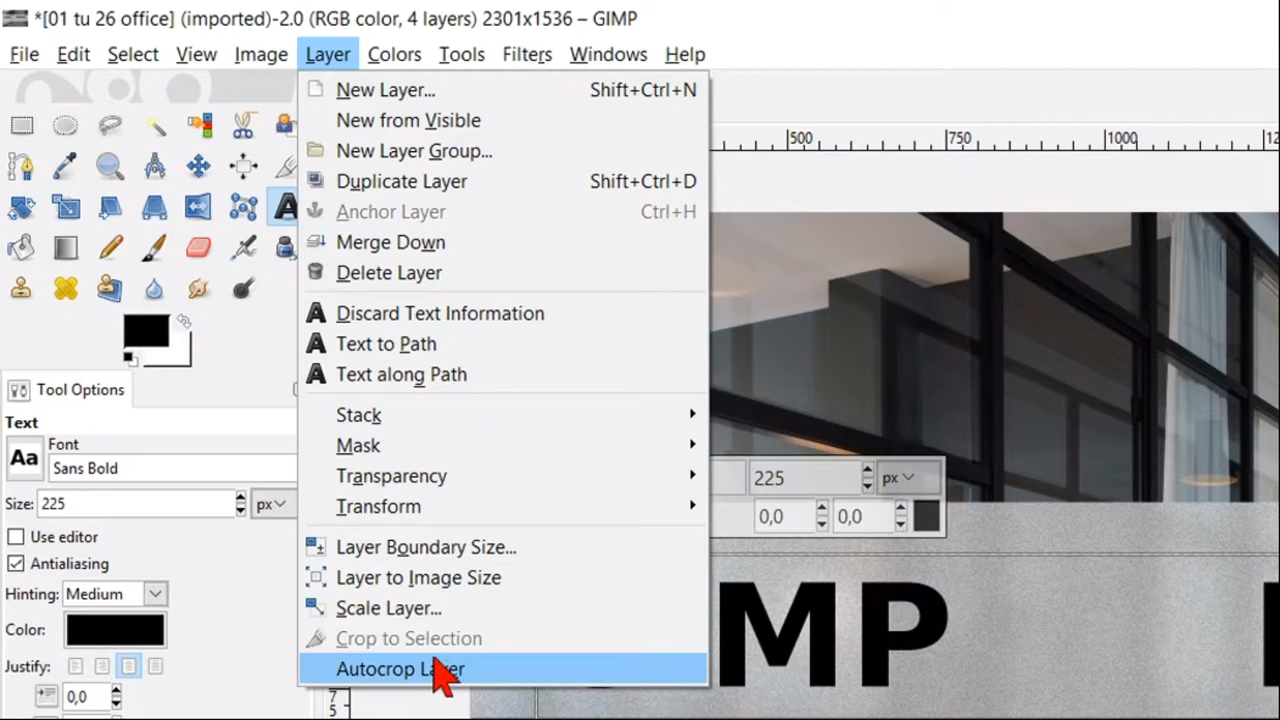 *[01 tu 26 office] (imported)-2.0 (RGB color, 4 layers) 2301x1536 – GIMP
File Edit Select View Image Layer Colors Tools Filters Windows Help
New Layer... Shift+Ctrl+N
New from Visible
New Layer Group...
Duplicate Layer Shift+Ctrl+D
Anchor Layer Ctrl+H
Merge Down
Delete Layer
Discard Text Information
Text to Path
Text along Path
Stack
Mask
Transparency
Transform
Layer Boundary Size...
Layer to Image Size
Scale Layer...
Crop to Selection
Autocrop Layer
500 750 1000
Tool Options
Text
Aa
Font
Sans Bold
Size: 225 px
Use editor
Antialiasing
Hinting: Medium
Color:
Justify:
0,0
225 px
0,0 0,0
MP
75